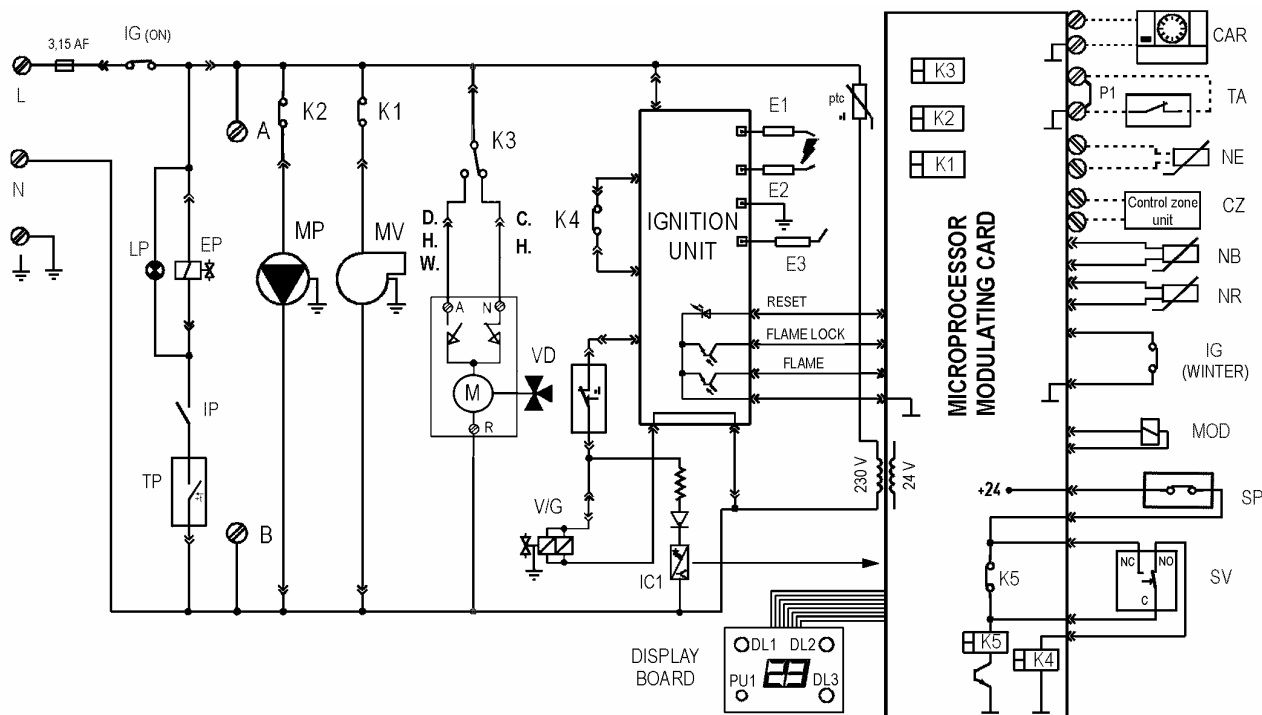 3,15 AF
IG (ON)
L
N
A
B
LP
EP
IP
TP
K2
MP
K1
MV
K3
D.
H.
W.
C.
H.
A
N
M
R
VD
K4
V/G
IC1
IGNITION
UNIT
E1
E2
E3
RESET
FLAME LOCK
FLAME
ptc
230 V
24 V
DISPLAY
BOARD
DL1
DL2
PU1
DL3
K3
K2
K1
MICROPROCESSOR
MODULATING CARD
+24
K5
K5
K4
CAR
P1
TA
NE
Control zone
unit
CZ
NB
NR
IG
(WINTER)
MOD
SP
NC
NO
C
SV